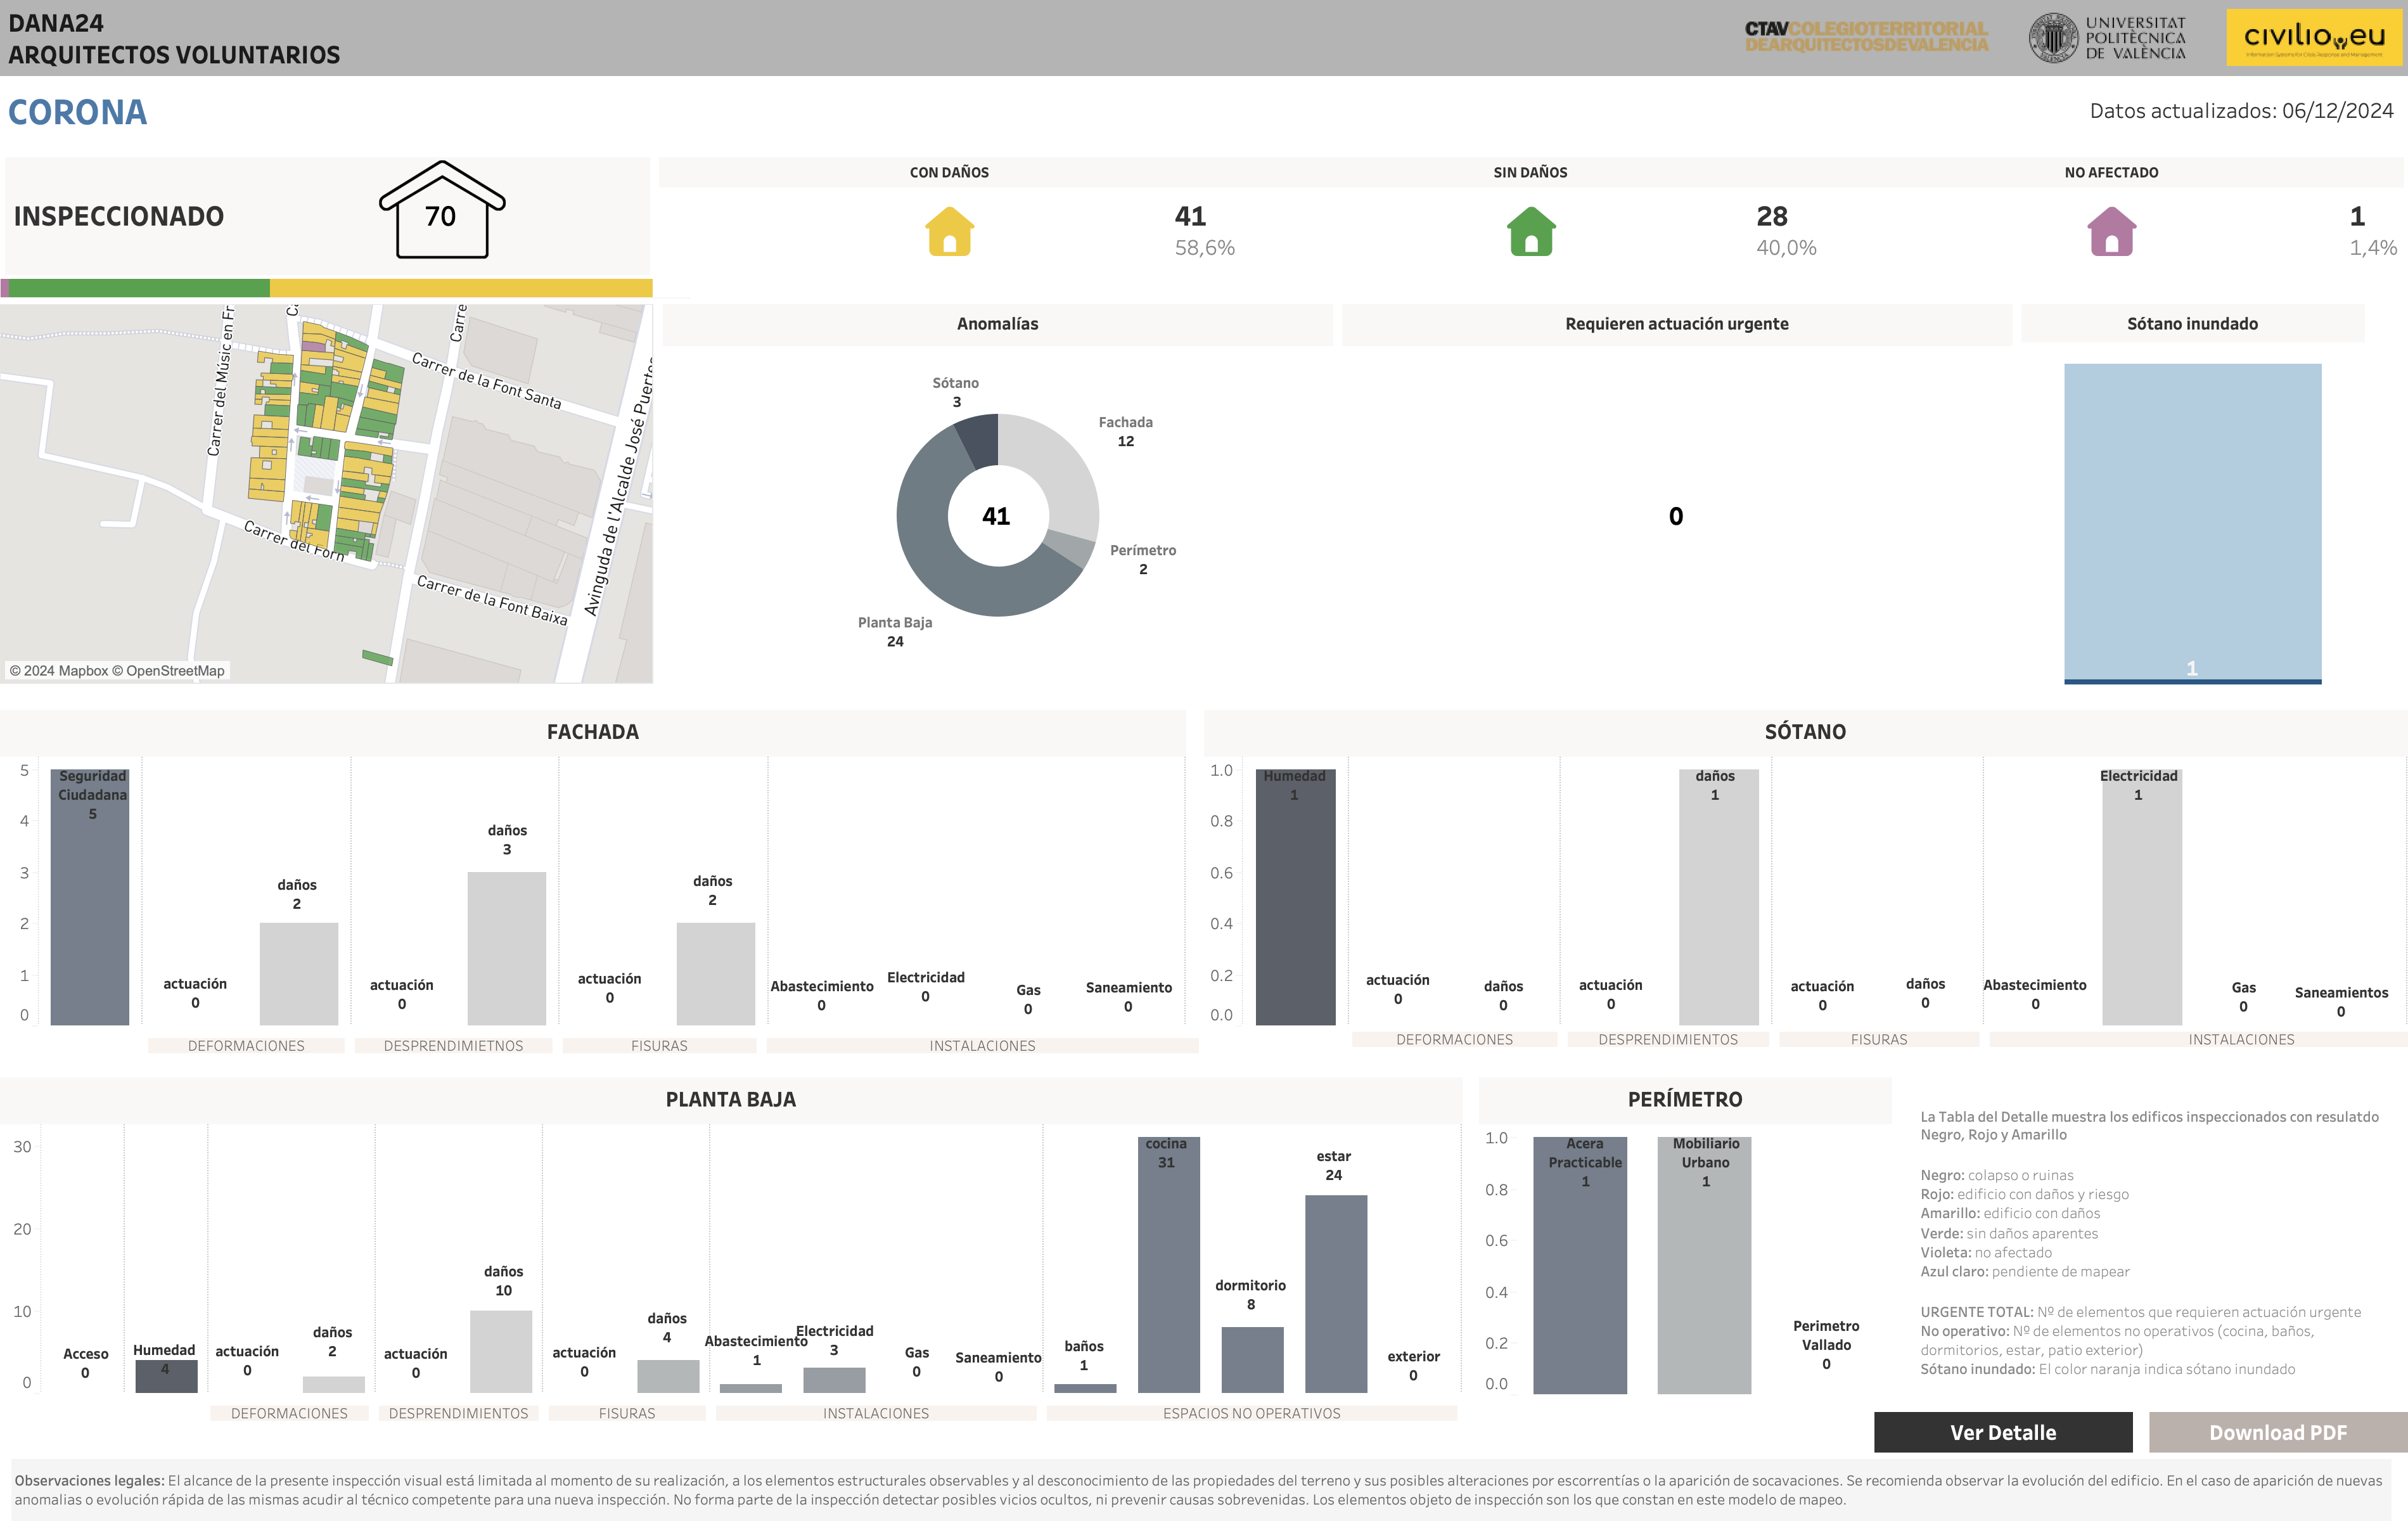 DANA24
ARQUITECTOS VOLUNTARIOS
CTAVCOLEGIOTERRITORIAL
DEARQUITECTOSDEVALENCIA
UNIVERSITAT
POLITÈCNICA
DE VALÈNCIA
civilio.eu
Information Systems for Crisis Response and Management
CORONA
Datos actualizados: 06/12/2024
INSPECCIONADO
70
CON DAÑOS
41
58,6%
SIN DAÑOS
28
40,0%
NO AFECTADO
1
1,4%
Carrer del Músic en Fr
Ca
Carre
Carrer de la Font Santa
Avinguda de l'Alcalde José Puertos
Carrer del Forn
Carrer de la Font Baixa
© 2024 Mapbox © OpenStreetMap
Anomalías
Sótano
3
Fachada
12
41
Perímetro
2
Planta Baja
24
Requieren actuación urgente
0
Sótano inundado
1
FACHADA
5
4
3
2
1
0
Seguridad
Ciudadana
5
actuación
0
daños
2
actuación
0
daños
3
actuación
0
daños
2
Abastecimiento
0
Electricidad
0
Gas
0
Saneamiento
0
DEFORMACIONES
DESPRENDIMIETNOS
FISURAS
INSTALACIONES
SÓTANO
1.0
0.8
0.6
0.4
0.2
0.0
Humedad
1
actuación
0
daños
0
actuación
0
daños
1
actuación
0
daños
0
Abastecimiento
0
Electricidad
1
Gas
0
Saneamientos
0
DEFORMACIONES
DESPRENDIMIENTOS
FISURAS
INSTALACIONES
PLANTA BAJA
30
20
10
0
Acceso
0
Humedad
4
actuación
0
daños
2
actuación
0
daños
10
actuación
0
daños
4
Abastecimiento
1
Electricidad
3
Gas
0
Saneamiento
0
baños
1
cocina
31
dormitorio
8
estar
24
exterior
0
DEFORMACIONES
DESPRENDIMIENTOS
FISURAS
INSTALACIONES
ESPACIOS NO OPERATIVOS
PERÍMETRO
1.0
0.8
0.6
0.4
0.2
0.0
Acera
Practicable
1
Mobiliario
Urbano
1
Perimetro
Vallado
0
La Tabla del Detalle muestra los edificos inspeccionados con resulatdo
Negro, Rojo y Amarillo
Negro: colapso o ruinas
Rojo: edificio con daños y riesgo
Amarillo: edificio con daños
Verde: sin daños aparentes
Violeta: no afectado
Azul claro: pendiente de mapear
URGENTE TOTAL: Nº de elementos que requieren actuación urgente
No operativo: Nº de elementos no operativos (cocina, baños,
dormitorios, estar, patio exterior)
Sótano inundado: El color naranja indica sótano inundado
Ver Detalle
Download PDF
Observaciones legales: El alcance de la presente inspección visual está limitada al momento de su realización, a los elementos estructurales observables y al desconocimiento de las propiedades del terreno y sus posibles alteraciones por escorrentías o la aparición de socavaciones. Se recomienda observar la evolución del edificio. En el caso de aparición de nuevas
anomalias o evolución rápida de las mismas acudir al técnico competente para una nueva inspección. No forma parte de la inspección detectar posibles vicios ocultos, ni prevenir causas sobrevenidas. Los elementos objeto de inspección son los que constan en este modelo de mapeo.